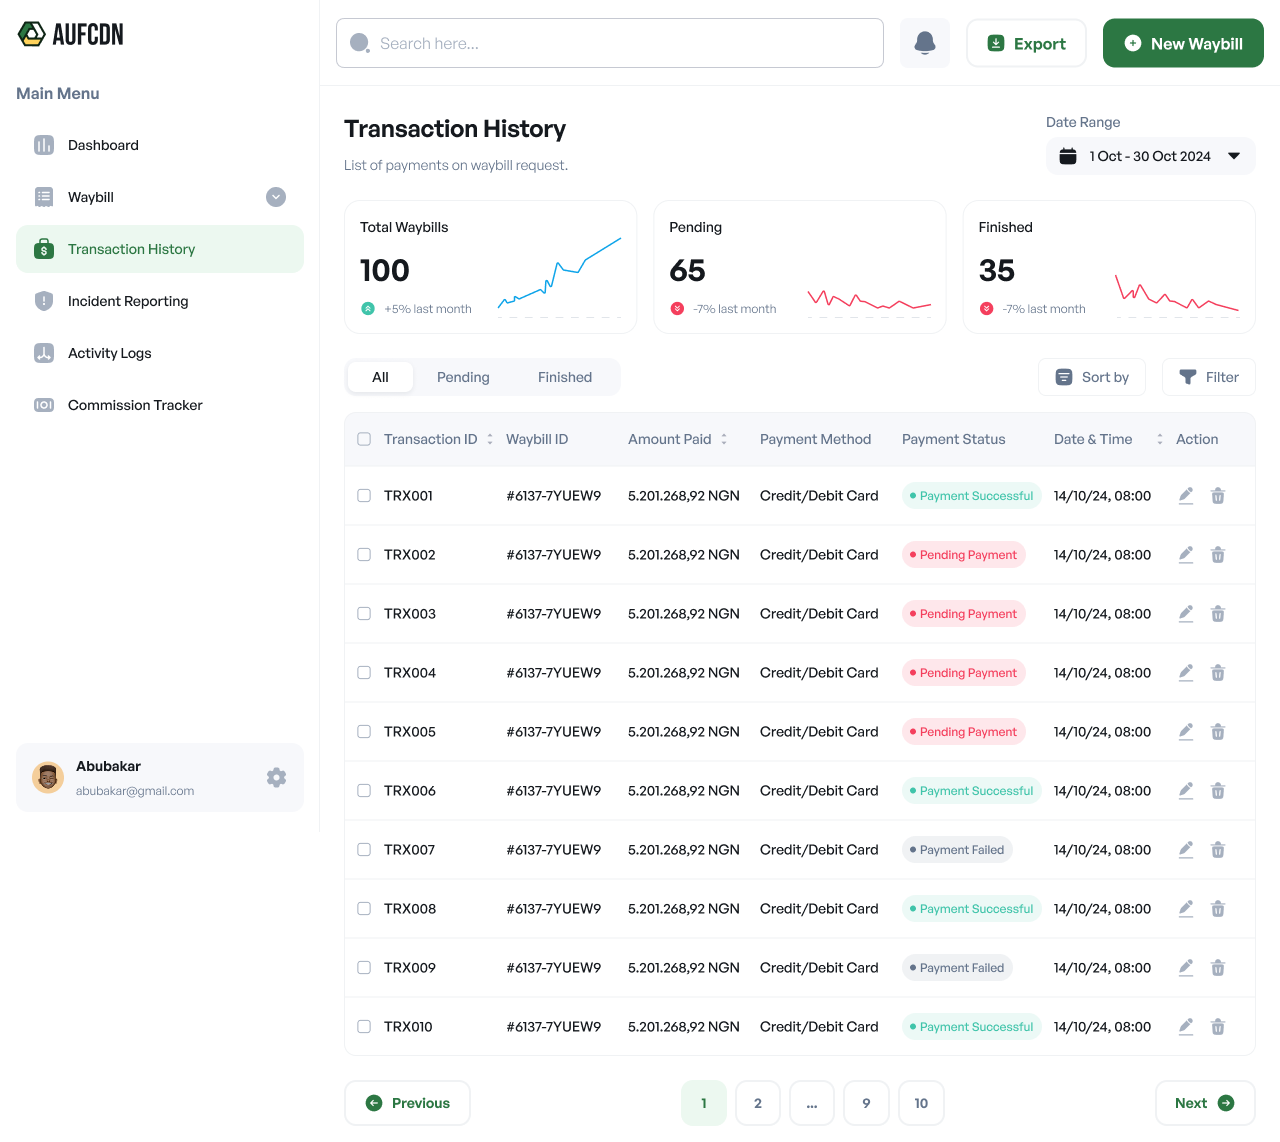 AUFCDN
Main Menu
Dashboard
Waybill
Transaction History
Incident Reporting
Activity Logs
Commission Tracker
Abubakar
abubakar@gmail.com
Search here...
Export
New Waybill
Transaction History
List of payments on waybill request.
Date Range
1 Oct - 30 Oct 2024
Total Waybills
100
+5% last month
Pending
65
-7% last month
Finished
35
-7% last month
All Pending Finished
Sort by Filter
Transaction ID Waybill ID Amount Paid Payment Method Payment Status Date & Time Action
TRX001 #6137-7YUEW9 5.201.268,92 NGN Credit/Debit Card Payment Successful 14/10/24, 08:00
TRX002 #6137-7YUEW9 5.201.268,92 NGN Credit/Debit Card Pending Payment 14/10/24, 08:00
TRX003 #6137-7YUEW9 5.201.268,92 NGN Credit/Debit Card Pending Payment 14/10/24, 08:00
TRX004 #6137-7YUEW9 5.201.268,92 NGN Credit/Debit Card Pending Payment 14/10/24, 08:00
TRX005 #6137-7YUEW9 5.201.268,92 NGN Credit/Debit Card Pending Payment 14/10/24, 08:00
TRX006 #6137-7YUEW9 5.201.268,92 NGN Credit/Debit Card Payment Successful 14/10/24, 08:00
TRX007 #6137-7YUEW9 5.201.268,92 NGN Credit/Debit Card Payment Failed 14/10/24, 08:00
TRX008 #6137-7YUEW9 5.201.268,92 NGN Credit/Debit Card Payment Successful 14/10/24, 08:00
TRX009 #6137-7YUEW9 5.201.268,92 NGN Credit/Debit Card Payment Failed 14/10/24, 08:00
TRX010 #6137-7YUEW9 5.201.268,92 NGN Credit/Debit Card Payment Successful 14/10/24, 08:00
Previous 1 2 ... 9 10 Next